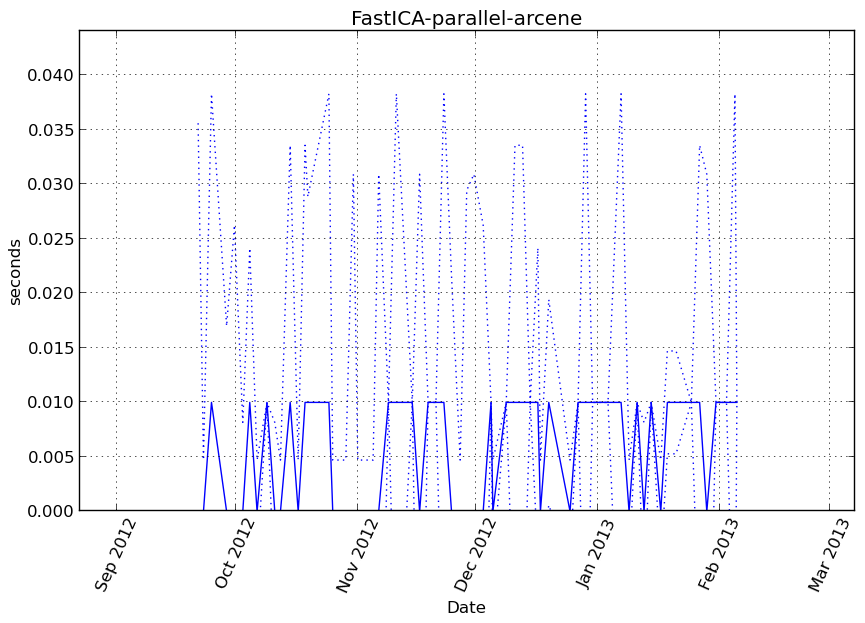 FastICA-parallel-arcene
0.040
0.035
0.030
0.025
0.020
0.015
0.010
0.005
0.000
seconds
Sep 2012
Oct 2012
Nov 2012
Dec 2012
Jan 2013
Feb 2013
Mar 2013
Date